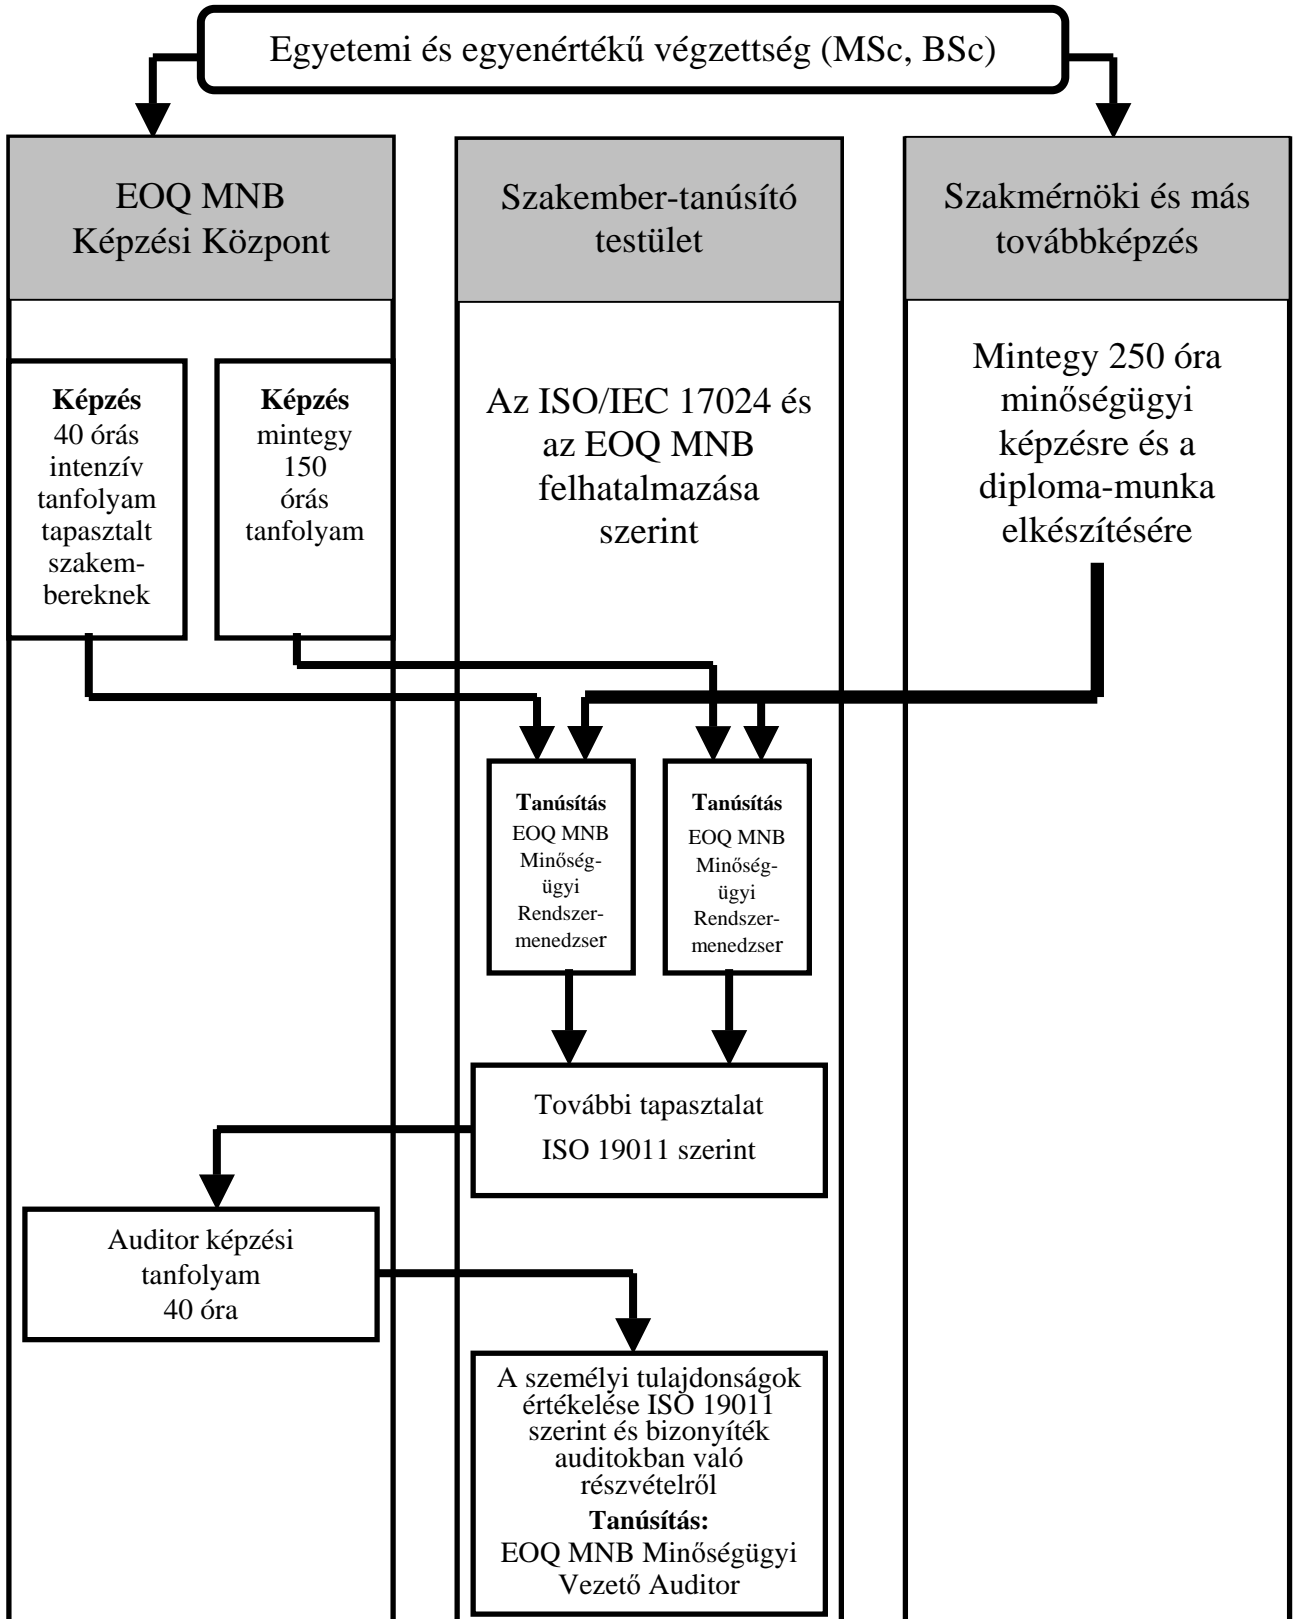 Egyetemi és egyenértékű végzettség (MSc, BSc)
EOQ MNB
Képzési Központ
Szakember-tanúsító
testület
Szakmérnöki és más
továbbképzés
Képzés
40 órás
intenzív
tanfolyam
tapasztalt
szakem-
bereknek
Képzés
mintegy
150
órás
tanfolyam
Az ISO/IEC 17024 és
az EOQ MNB
felhatalmazása
szerint
Mintegy 250 óra
minőségügyi
képzésre és a
diploma-munka
elkészítésére
Tanúsítás
EOQ MNB
Minőség-
ügyi
Rendszer-
menedzser
Tanúsítás
EOQ MNB
Minőség-
ügyi
Rendszer-
menedzser
További tapasztalat
ISO 19011 szerint
Auditor képzési
tanfolyam
40 óra
A személyi tulajdonságok
értékelése ISO 19011
szerint és bizonyíték
auditokban való
részvételről
Tanúsítás:
EOQ MNB Minőségügyi
Vezető Auditor